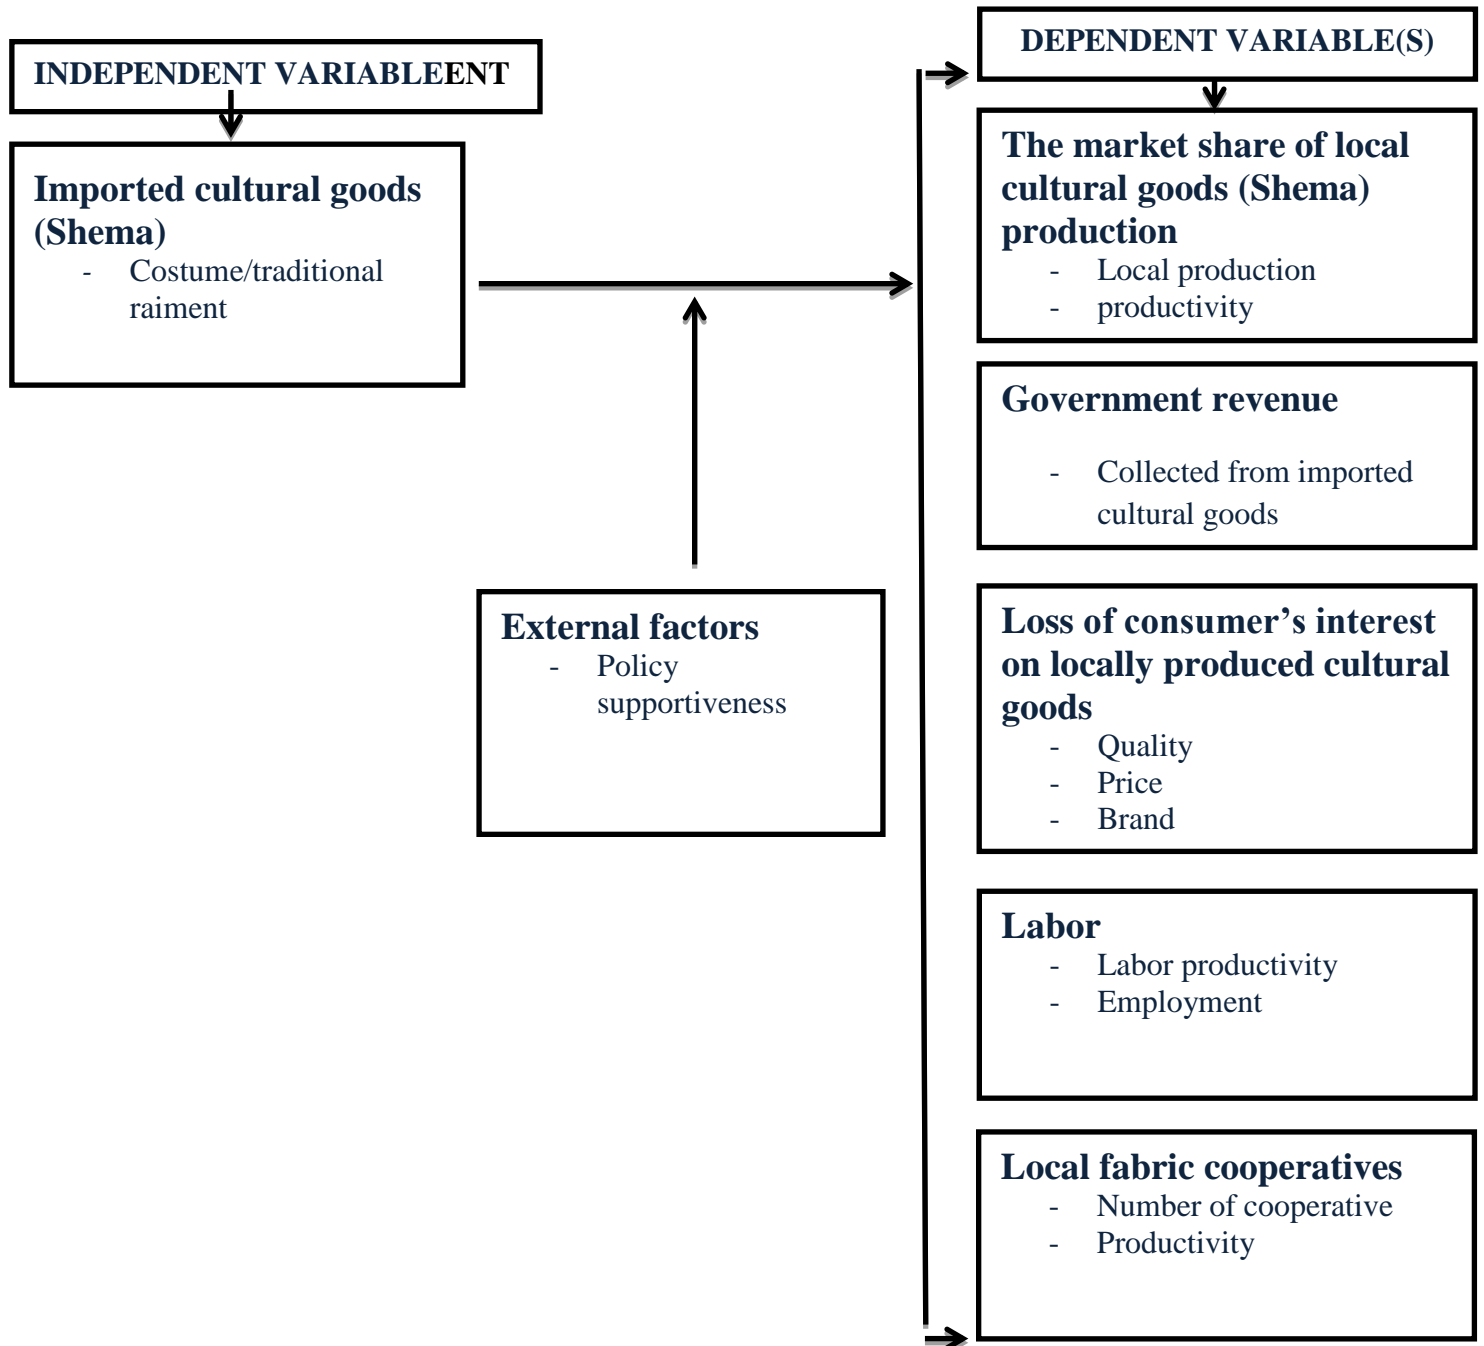 INDEPENDENT VARIABLEENT
Imported cultural goods
(Shema)
- Costume/traditional
raiment
External factors
- Policy
supportiveness
DEPENDENT VARIABLE(S)
The market share of local
cultural goods (Shema)
production
- Local production
- productivity
Government revenue
- Collected from imported
cultural goods
Loss of consumer’s interest
on locally produced cultural
goods
- Quality
- Price
- Brand
Labor
- Labor productivity
- Employment
Local fabric cooperatives
- Number of cooperative
- Productivity